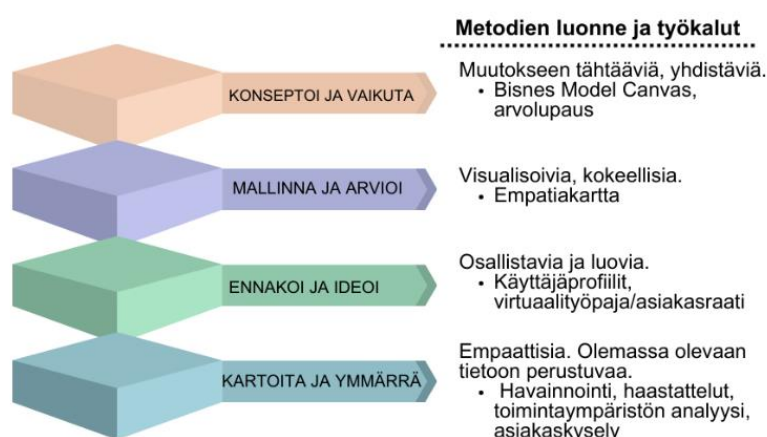 Metodien luonne ja työkalut
KONSEPTOI JA VAIKUTA
Muutokseen tähtääviä, yhdistäviä.
• Bisnes Model Canvas,
arvolupaus
MALLINNA JA ARVIOI
Visualisoivia, kokeellisia.
• Empatiakartta
ENNAKOI JA IDEOI
Osallistavia ja luovia.
• Käyttäjäprofiilit,
virtuaalityöpaja/asiakasraati
KARTOITA JA YMMÄRRÄ
Empaattisia. Olemassa olevaan
tietoon perustuvaa.
• Havainnointi, haastattelut,
toimintaympäristön analyysi,
asiakaskysely